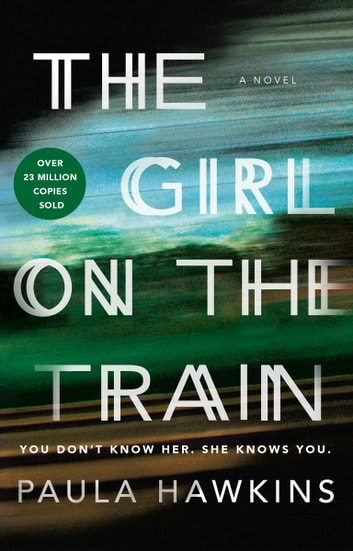 THE
A NOVEL
OVER
23 MILLION
COPIES
SOLD
GIRL
ON THE
TRAIN
YOU DON'T KNOW HER. SHE KNOWS YOU.
PAULA HAWKINS